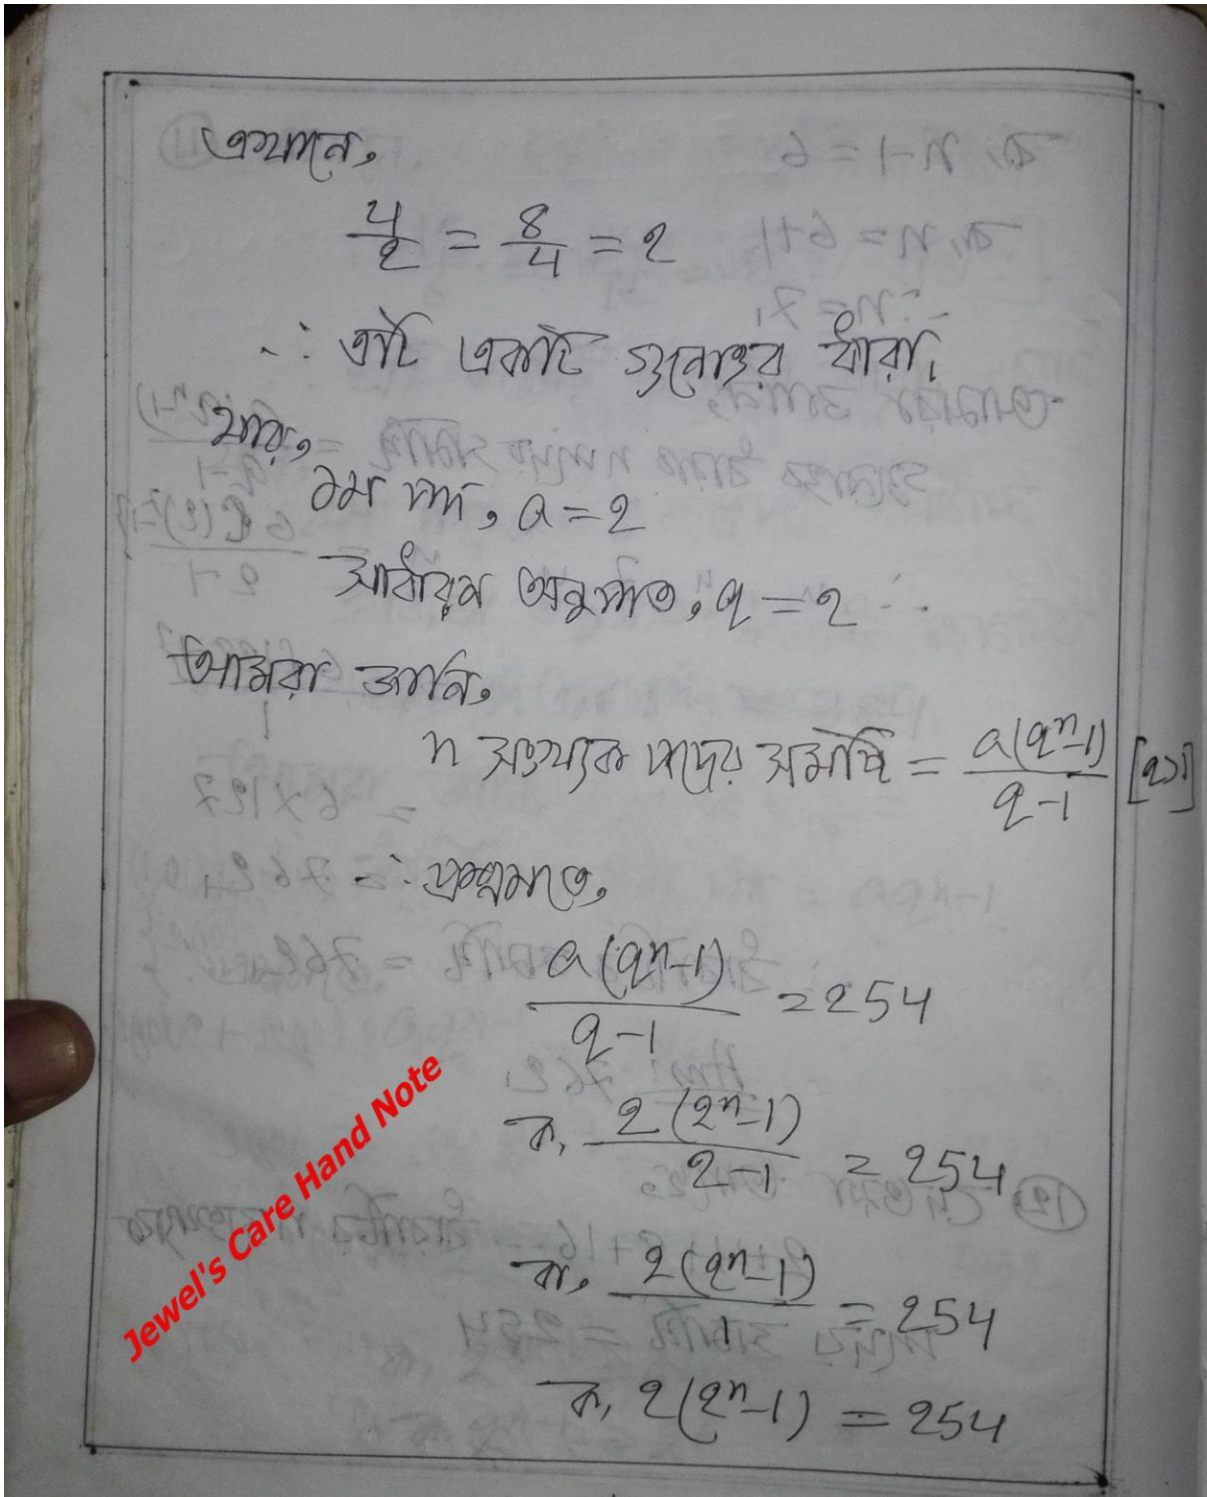 এখানে,
4/2 = 8/4 = 2
∴ এটি একটি গুনোত্তর ধারা।
যার,
১ম পদ, a = 2
সাধারন অনুপাত, q = 2
আমরা জানি,
n সংখ্যক পদের সমষ্টি = a(qⁿ-1)/q-1 [q>1]
∴ প্রশ্নমতে,
a(qⁿ-1)/q-1 = 254
বা, 2(2ⁿ-1)/2-1 = 254
বা, 2(2ⁿ-1)/1 = 254
বা, 2(2ⁿ-1) = 254
Jewel's Care Hand Note